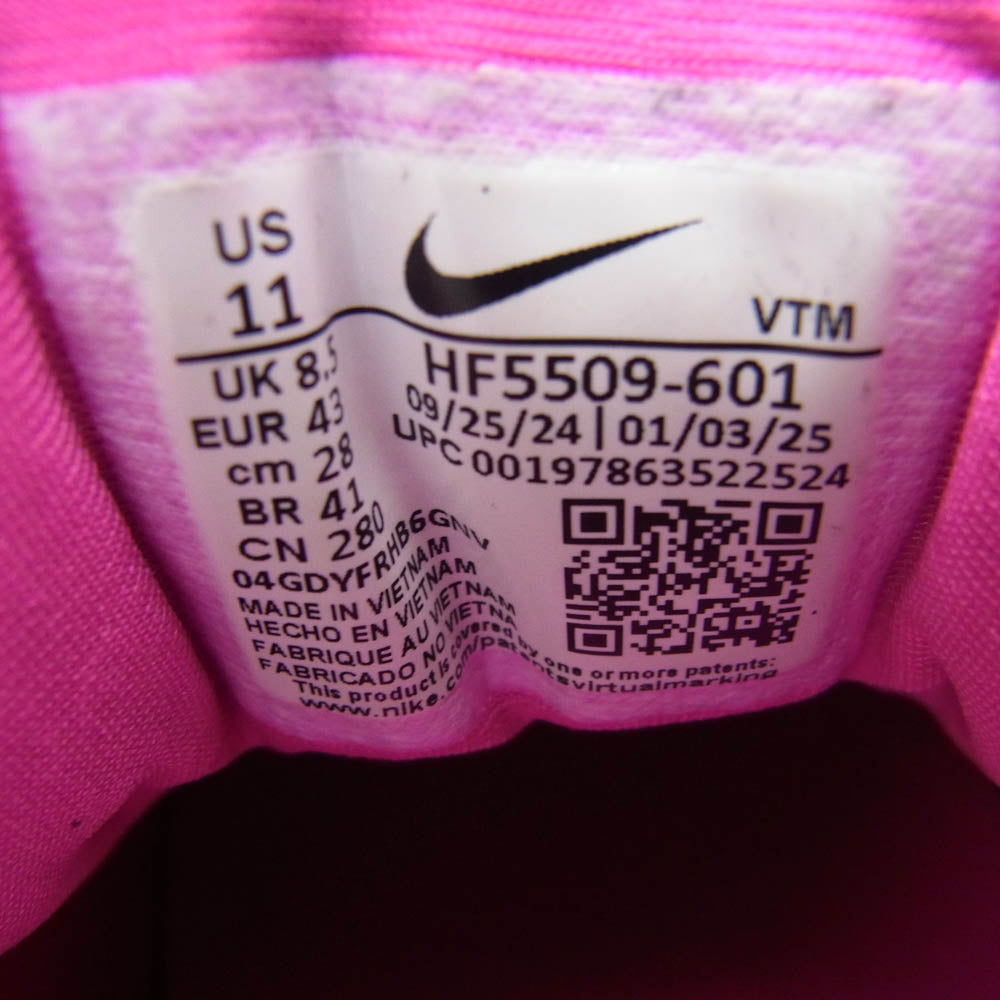 US
11
VTM
UK 8.5
EUR 43
cm 28
BR 41
CN 280
HF5509-601
09/25/24 | 01/03/25
UPC 00197863522524
04GDYFRHB6GNV
MADE IN VIETNAM
HECHO EN VIETNAM
FABRIQUE AU VIETNAM
FABRICADO NO VIETNA
This product is covered by one or more patents:
www.nike.com/patentsvirtualmarking